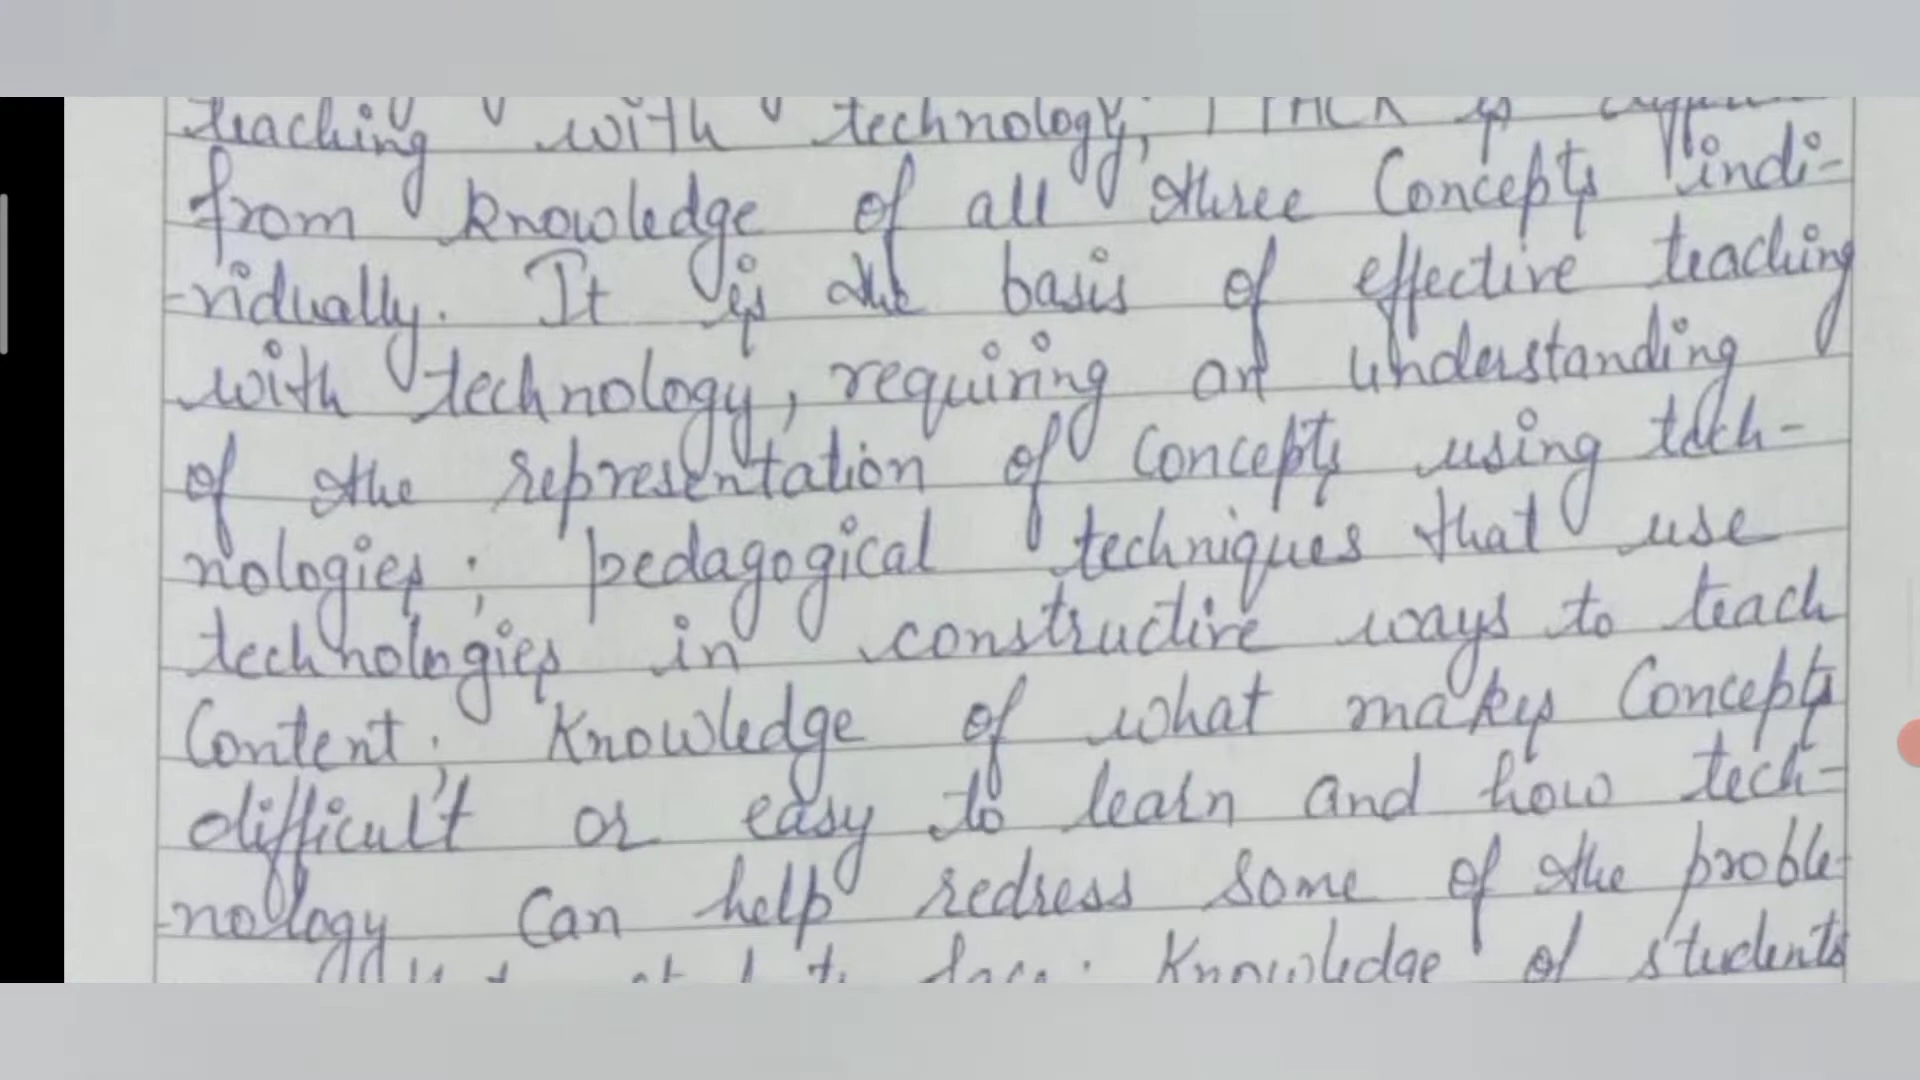 teaching with technology, TPACK is
from knowledge of all three Concepts indi-
-vidually. It is the basis of effective teaching
with technology, requiring an understanding
of the representation of Concepts using tech-
nologies; pedagogical techniques that use
technologies in constructive ways to teach
Content; Knowledge of what makes Concepts
difficult or easy to learn and how tech-
-nology Can help redress Some of the proble-
Knowledge of students